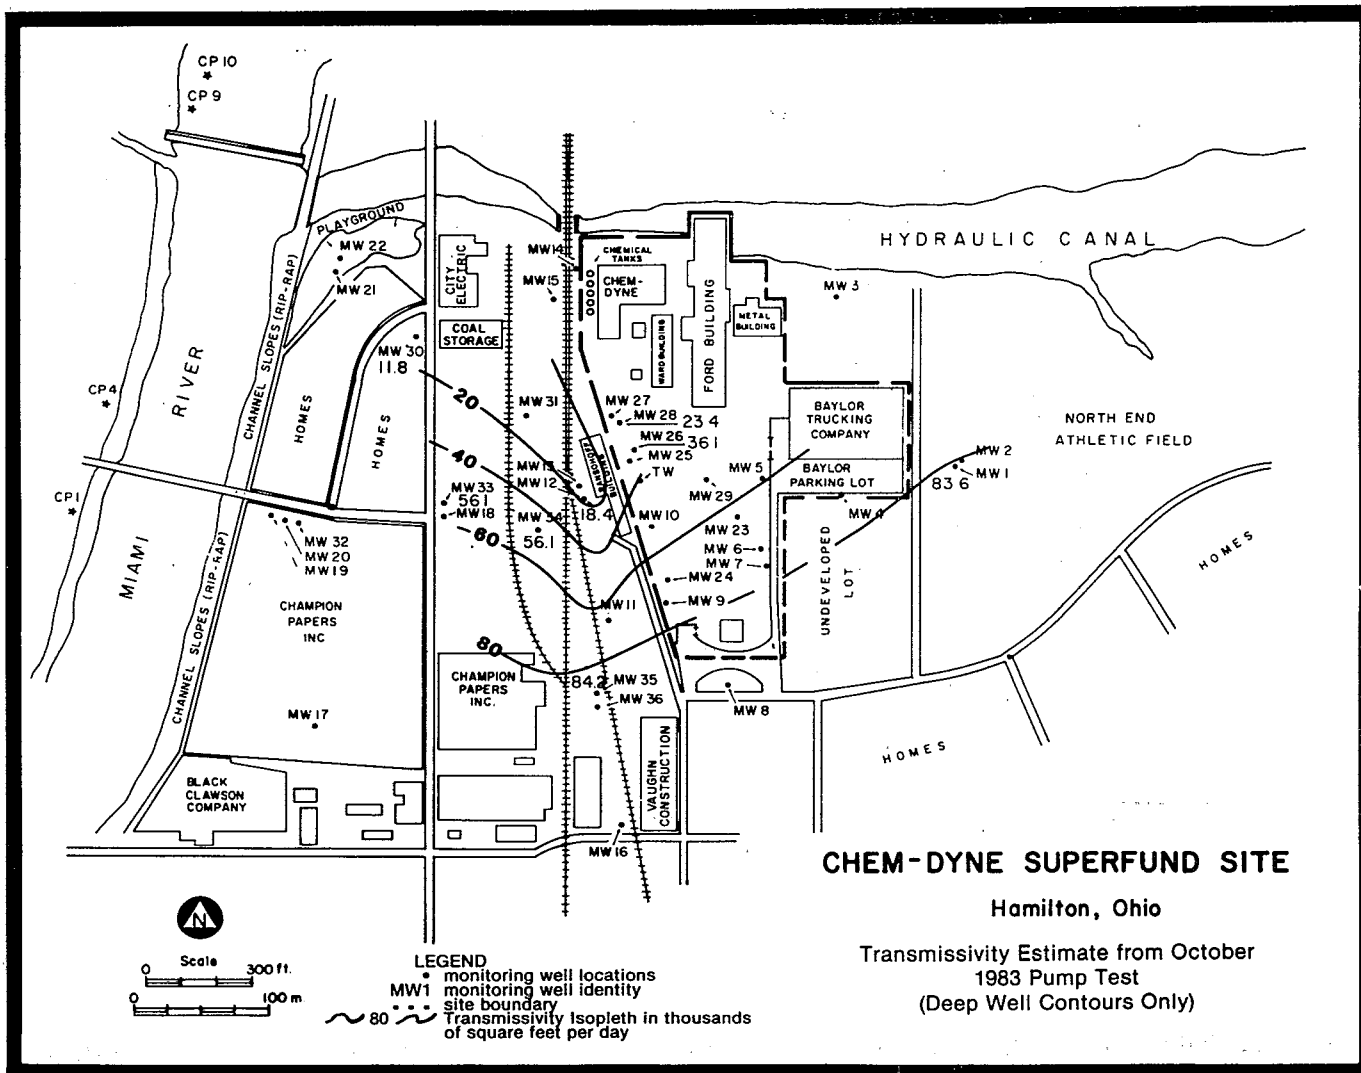 CP 10
CP 9
PLAYGROUND
MW 22
MW 21
CITY
ELECTRIC
MW14
MW15
CHEMICAL
TANKS
CHEM-
DYNE
HYDRAULIC CANAL
MW 3
FORD BUILDING
METAL
BUILDING
WARD BUILDING
COAL
STORAGE
CHANNEL SLOPES (RIP-RAP)
MW 30
11.8
RIVER
CP4
HOMES
HOMES
20
MW 31
MW 27
MW 28
23 4
MW 26
361
MW 25
BAYLOR
TRUCKING
COMPANY
NORTH END
ATHLETIC FIELD
BAYLOR
PARKING LOT
MW 2
MW 1
83 6
40
MW 13
MW 12
BANSHOFF
BUILDINGS
TW
MW 5
MW 29
MW 4
CP1
MW33
561
MW 18
MW 34
56.1
18.4
MW 10
MW 23
60
MW 32
MW 20
MW19
MW 6
MW 7
MW 24
MW 9
UNDEVELOPED
LOT
HOMES
MIAMI
CHANNEL SLOPES (RIP-RAP)
CHAMPION
PAPERS
INC
MW 11
80
CHAMPION
PAPERS
INC.
84.2
MW 35
MW 36
MW 8
MW 17
HOMES
BLACK
CLAWSON
COMPANY
VAUGHN
CONSTRUCTION
MW 16
CHEM-DYNE SUPERFUND SITE
Hamilton, Ohio
Transmissivity Estimate from October
1983 Pump Test
(Deep Well Contours Only)
N
Scale
0 300 ft.
0 100 m
LEGEND
monitoring well locations
MW1 monitoring well identity
site boundary
80 Transmissivity Isopleth in thousands
of square feet per day